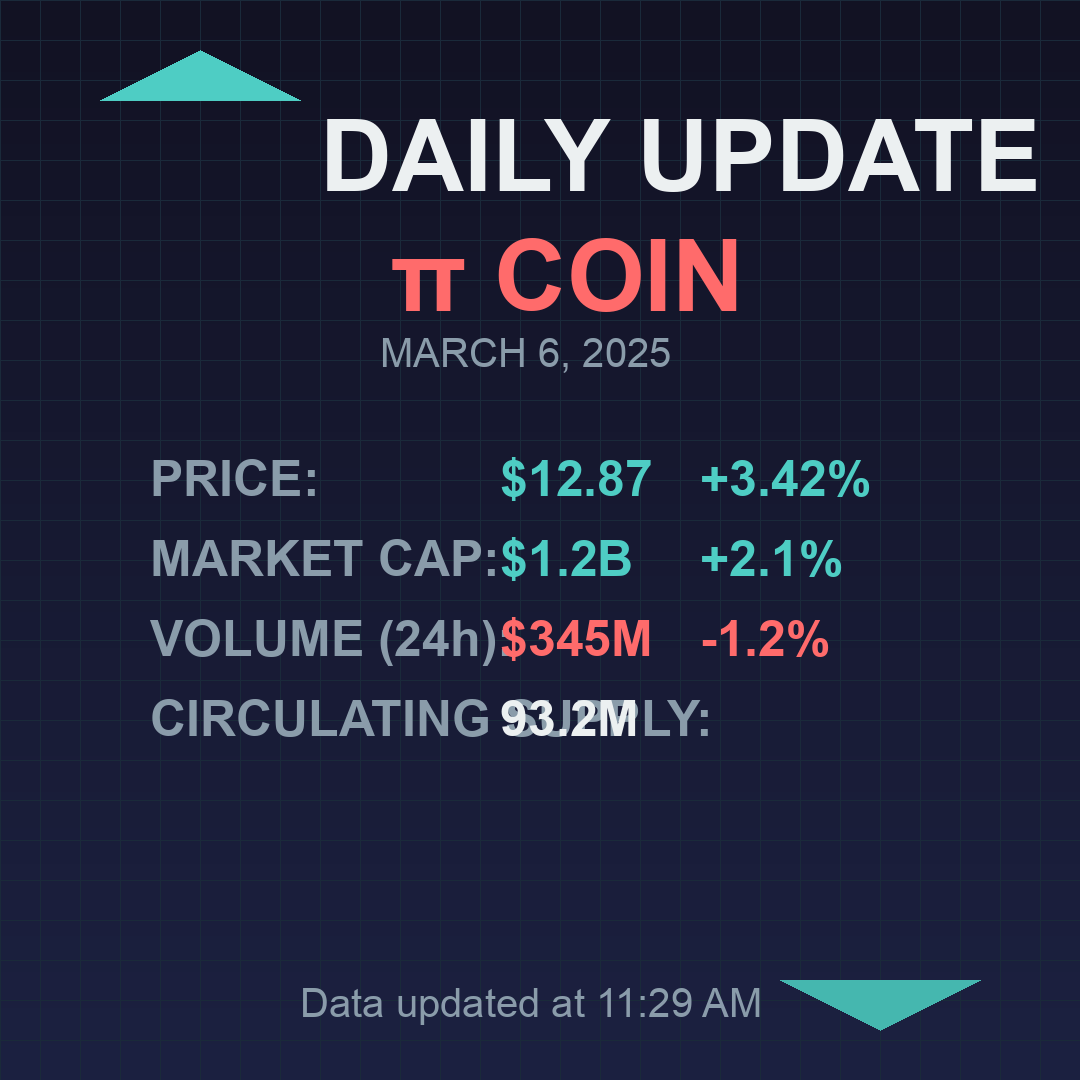 DAILY UPDATE
π COIN
MARCH 6, 2025
PRICE: $12.87 +3.42%
MARKET CAP: $1.2B +2.1%
VOLUME (24h): $345M -1.2%
CIRCULATING SUPPLY: 93.2M
Data updated at 11:29 AM